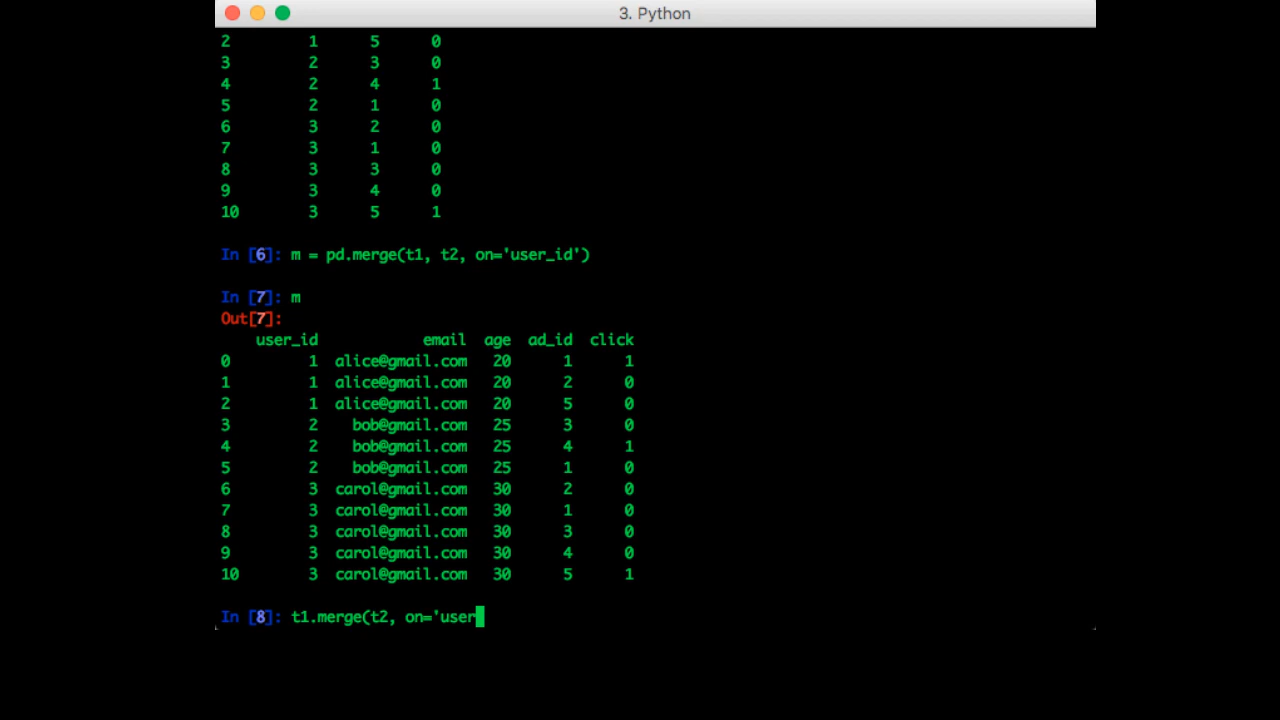 3. Python
2 1 5 0
3 2 3 0
4 2 4 1
5 2 1 0
6 3 2 0
7 3 1 0
8 3 3 0
9 3 4 0
10 3 5 1
In [6]: m = pd.merge(t1, t2, on='user_id')
In [7]: m
Out[7]:
user_id email age ad_id click
0 1 alice@gmail.com 20 1 1
1 1 alice@gmail.com 20 2 0
2 1 alice@gmail.com 20 5 0
3 2 bob@gmail.com 25 3 0
4 2 bob@gmail.com 25 4 1
5 2 bob@gmail.com 25 1 0
6 3 carol@gmail.com 30 2 0
7 3 carol@gmail.com 30 1 0
8 3 carol@gmail.com 30 3 0
9 3 carol@gmail.com 30 4 0
10 3 carol@gmail.com 30 5 1
In [8]: t1.merge(t2, on='user